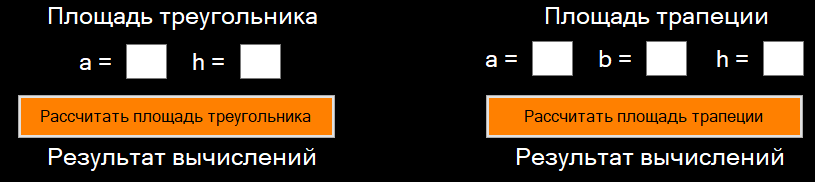 Площадь треугольника
a = h =
Рассчитать площадь треугольника
Результат вычислений
Площадь трапеции
a = b = h =
Рассчитать площадь трапеции
Результат вычислений